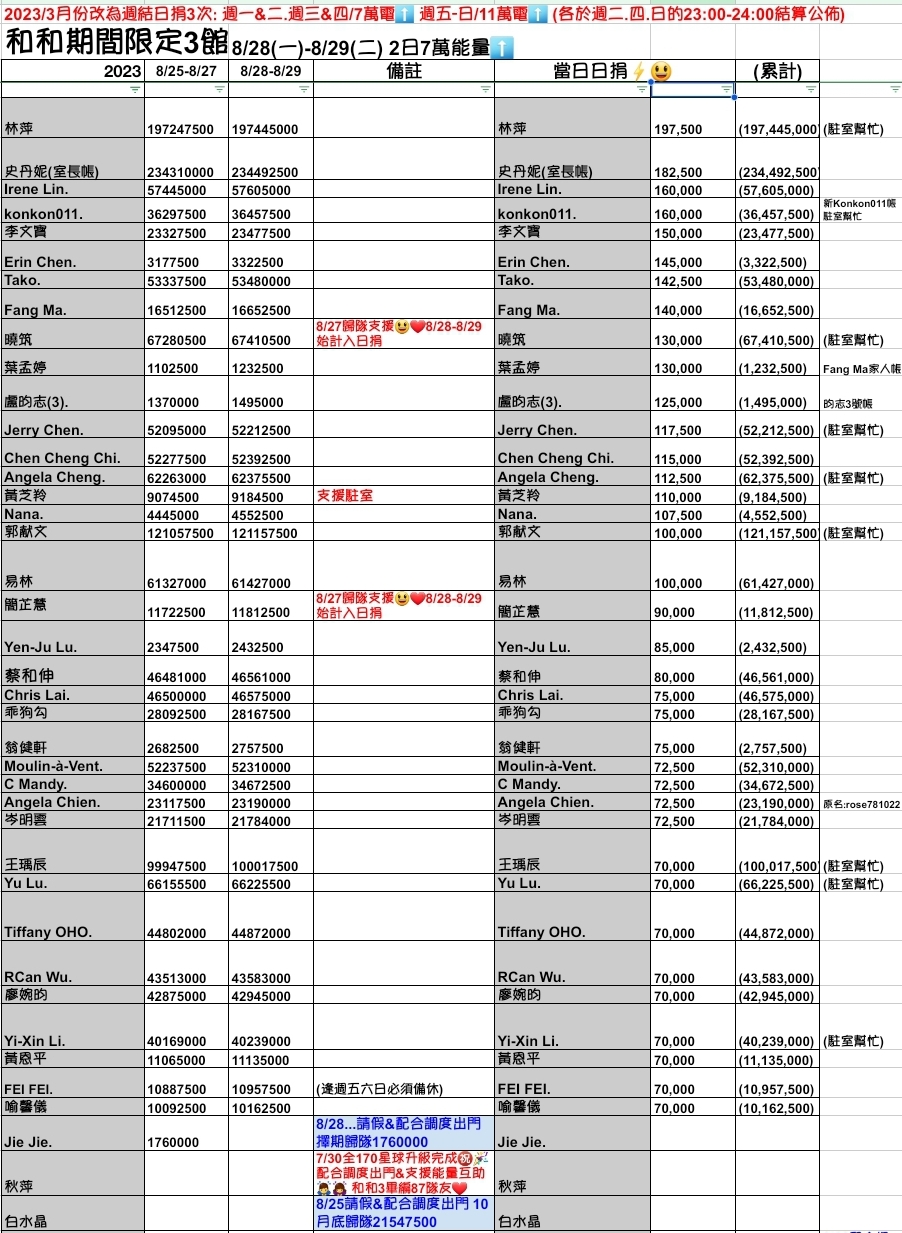 2023/3月份改為週結日捐3次: 週一&二.週三&四/7萬電⬆️ 週五-日/11萬電⬆️ (各於週二.四.日的23:00-24:00結算公佈)
和和期間限定3館 8/28(一)-8/29(二) 2日7萬能量⬆️
2023 8/25-8/27 8/28-8/29 備註 當日日捐⚡😃 (累計)
林萍 197247500 197445000 林萍 197,500 (197,445,000) (駐室幫忙)
史丹妮(室長帳) 234310000 234492500 史丹妮(室長帳) 182,500 (234,492,500)
Irene Lin. 57445000 57605000 Irene Lin. 160,000 (57,605,000)
konkon011. 36297500 36457500 konkon011. 160,000 (36,457,500) 新Konkon011帳
駐室幫忙
李文寶 23327500 23477500 李文寶 150,000 (23,477,500)
Erin Chen. 3177500 3322500 Erin Chen. 145,000 (3,322,500)
Tako. 53337500 53480000 Tako. 142,500 (53,480,000)
Fang Ma. 16512500 16652500 Fang Ma. 140,000 (16,652,500)
曉筑 67280500 67410500 8/27歸隊支援😃❤️8/28-8/29
始計入日捐 曉筑 130,000 (67,410,500) (駐室幫忙)
葉孟婷 1102500 1232500 葉孟婷 130,000 (1,232,500) Fang Ma家人帳
盧昀志(3). 1370000 1495000 盧昀志(3). 125,000 (1,495,000) 昀志3號帳
Jerry Chen. 52095000 52212500 Jerry Chen. 117,500 (52,212,500) (駐室幫忙)
Chen Cheng Chi. 52277500 52392500 Chen Cheng Chi. 115,000 (52,392,500)
Angela Cheng. 62263000 62375500 Angela Cheng. 112,500 (62,375,500) (駐室幫忙)
黃芝羚 9074500 9184500 支援駐室 黃芝羚 110,000 (9,184,500)
Nana. 4445000 4552500 Nana. 107,500 (4,552,500)
郭献文 121057500 121157500 郭献文 100,000 (121,157,500) (駐室幫忙)
易林 61327000 61427000 易林 100,000 (61,427,000)
簡芷慧 11722500 11812500 8/27歸隊支援😃❤️8/28-8/29
始計入日捐 簡芷慧 90,000 (11,812,500)
Yen-Ju Lu. 2347500 2432500 Yen-Ju Lu. 85,000 (2,432,500)
蔡和伸 46481000 46561000 蔡和伸 80,000 (46,561,000)
Chris Lai. 46500000 46575000 Chris Lai. 75,000 (46,575,000)
乖狗勾 28092500 28167500 乖狗勾 75,000 (28,167,500)
翁健軒 2682500 2757500 翁健軒 75,000 (2,757,500)
Moulin-à-Vent. 52237500 52310000 Moulin-à-Vent. 72,500 (52,310,000)
C Mandy. 34600000 34672500 C Mandy. 72,500 (34,672,500)
Angela Chien. 23117500 23190000 Angela Chien. 72,500 (23,190,000) 原名:rose781022
岑明雲 21711500 21784000 岑明雲 72,500 (21,784,000)
王瑀辰 99947500 100017500 王瑀辰 70,000 (100,017,500) (駐室幫忙)
Yu Lu. 66155500 66225500 Yu Lu. 70,000 (66,225,500) (駐室幫忙)
Tiffany OHO. 44802000 44872000 Tiffany OHO. 70,000 (44,872,000)
RCan Wu. 43513000 43583000 RCan Wu. 70,000 (43,583,000)
廖婉昀 42875000 42945000 廖婉昀 70,000 (42,945,000)
Yi-Xin Li. 40169000 40239000 Yi-Xin Li. 70,000 (40,239,000) (駐室幫忙)
黃恩平 11065000 11135000 黃恩平 70,000 (11,135,000)
FEI FEI. 10887500 10957500 (逢週五六日必須備休) FEI FEI. 70,000 (10,957,500)
喻馨儀 10092500 10162500 喻馨儀 70,000 (10,162,500)
Jie Jie. 1760000 8/28...請假&配合調度出門
擇期歸隊1760000 Jie Jie.
秋萍 7/30全170星球升級完成㊗️🎉
配合調度出門&支援能量互助
🙇🙇‍♀️ 和和3畢編87隊友❤️ 秋萍
白水晶 8/25請假&配合調度出門 10
月底歸隊21547500 白水晶